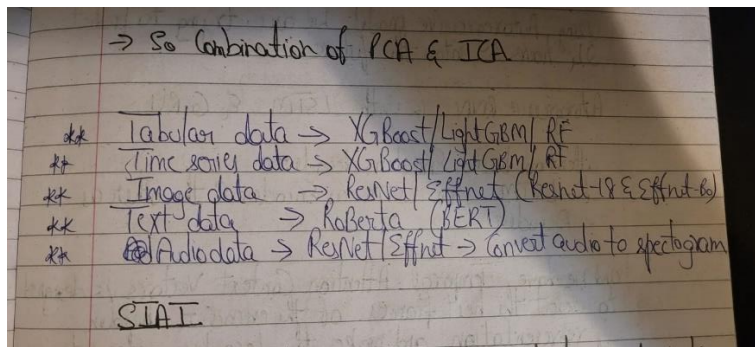 → So Combination of PCA & ICA
** Tabular data → XGBoost/LightGBM/RF
** Time series data → XGBoost/LightGBM/RF
** Image data → ResNet/Effnet (Resnet-18 & Effnet-B0)
** Text data → RoBerta (BERT)
** Audio data → ResNet/Effnet → Convert audio to spectogram
STAT